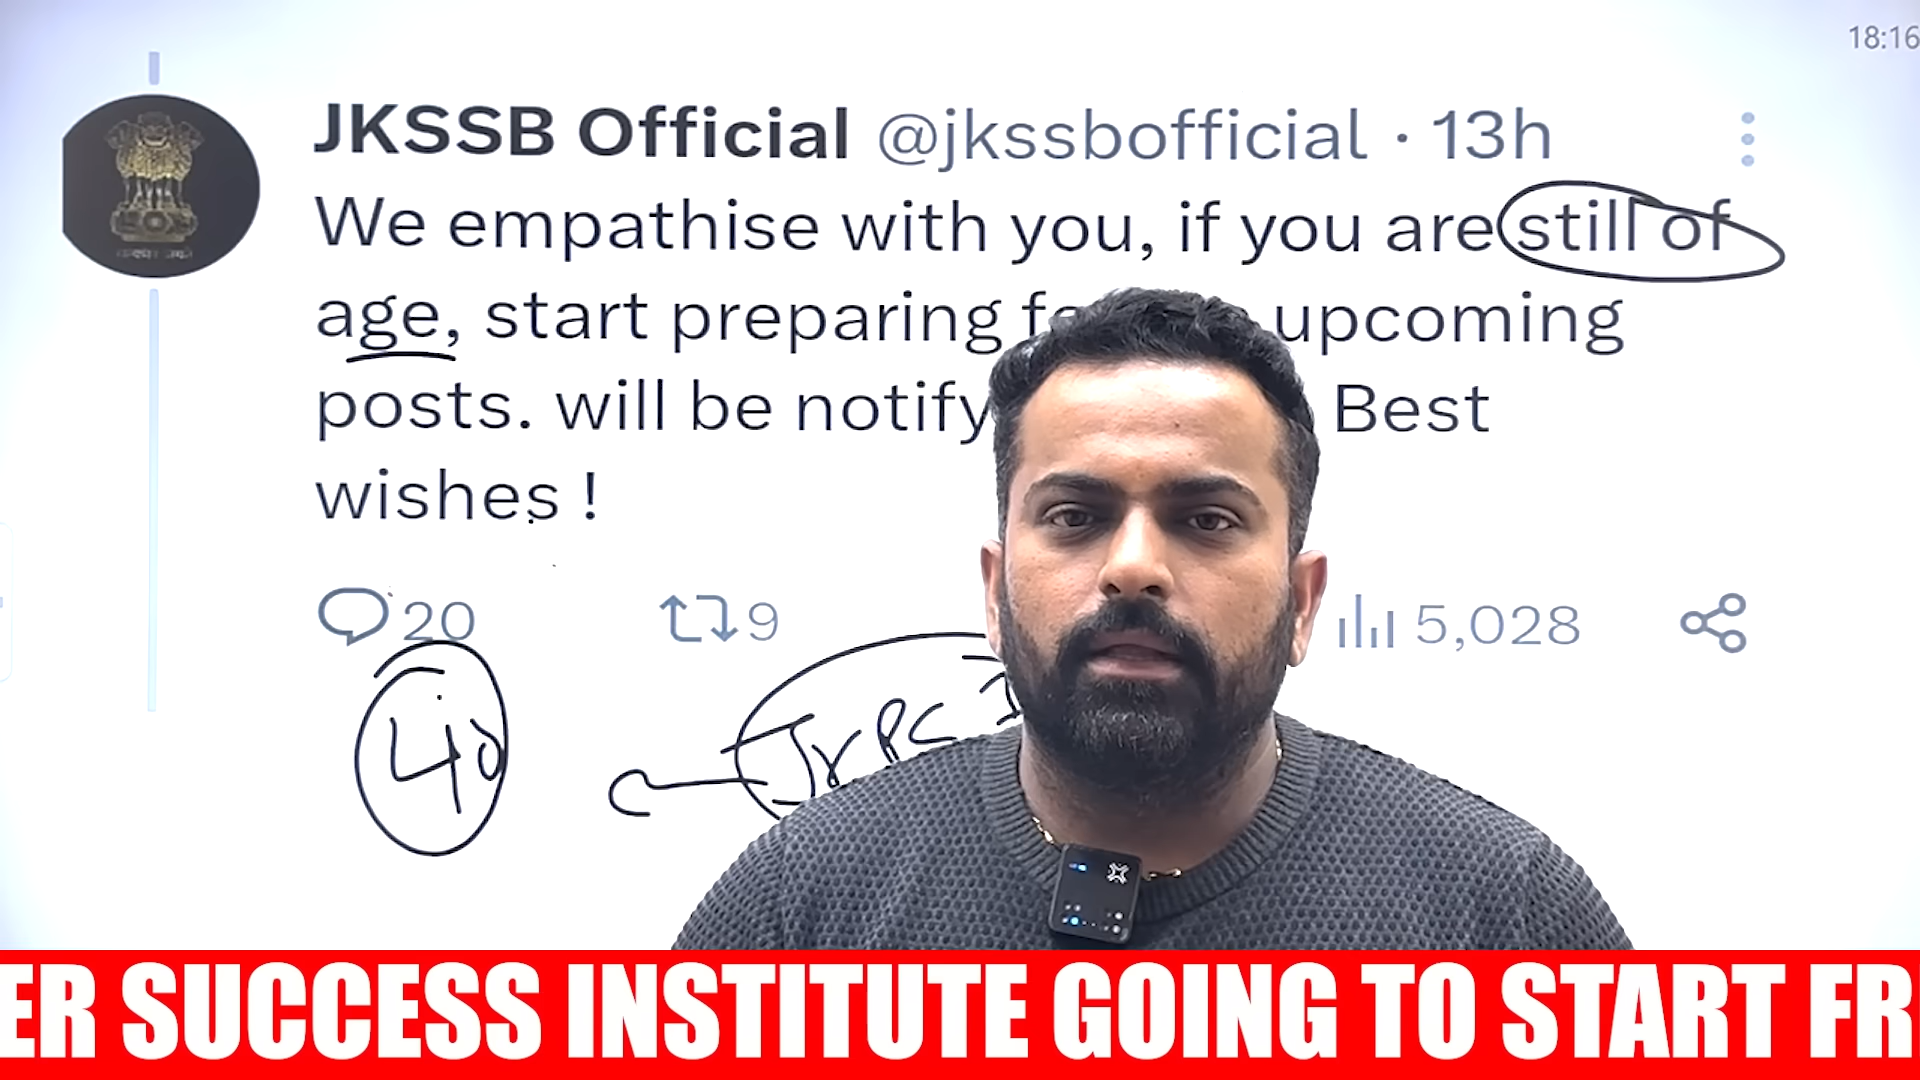 18:16
JKSSB Official @jkssbofficial · 13h
We empathise with you, if you are still of
age, start preparing upcoming
posts. will be notify Best
wishes !
20 9 5,028
40 Jr
ER SUCCESS INSTITUTE GOING TO START FR